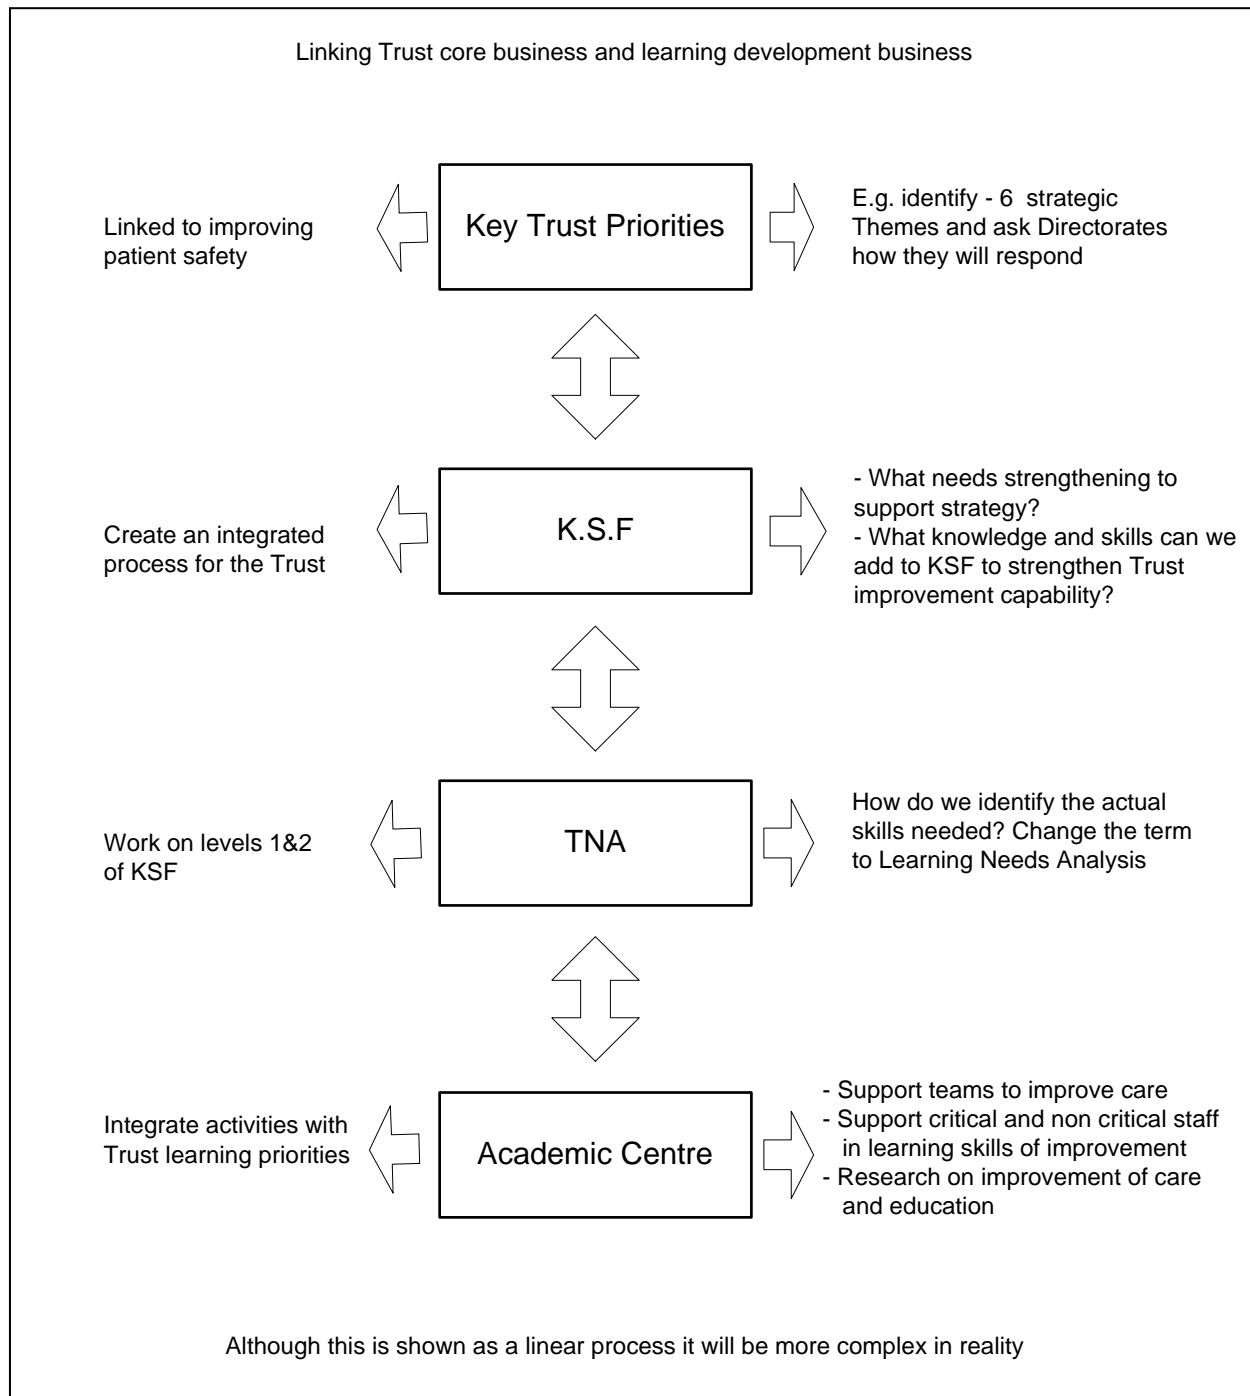 Linking Trust core business and learning development business
Linked to improving
patient safety
Key Trust Priorities
E.g. identify - 6 strategic
Themes and ask Directorates
how they will respond
Create an integrated
process for the Trust
K.S.F
- What needs strengthening to
support strategy?
- What knowledge and skills can we
add to KSF to strengthen Trust
improvement capability?
Work on levels 1&2
of KSF
TNA
How do we identify the actual
skills needed? Change the term
to Learning Needs Analysis
Integrate activities with
Trust learning priorities
Academic Centre
- Support teams to improve care
- Support critical and non critical staff
in learning skills of improvement
- Research on improvement of care
and education
Although this is shown as a linear process it will be more complex in reality